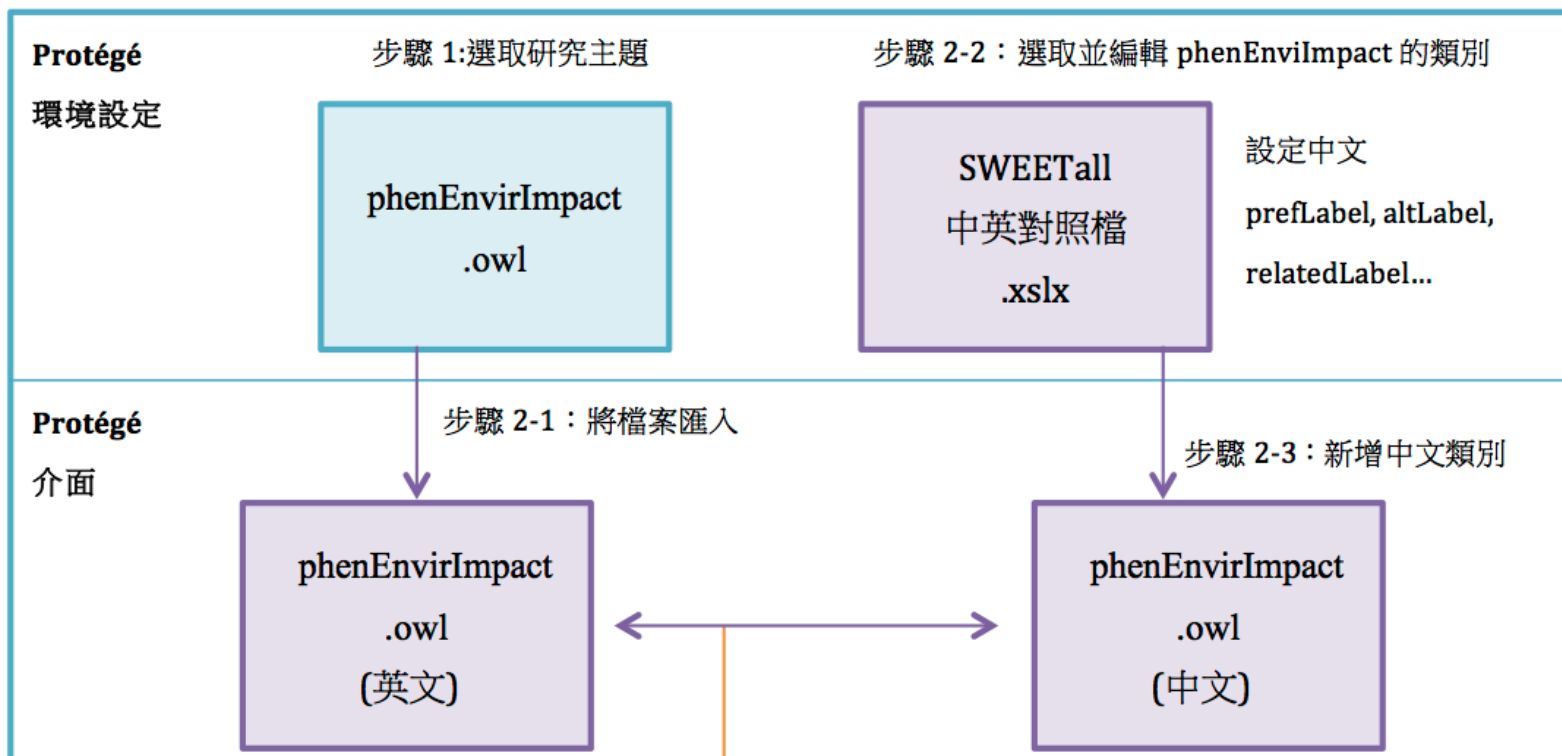 Protégé
環境設定
步驟 1:選取研究主題
phenEnvirImpact
.owl
步驟 2-2：選取並編輯 phenEnviImpact 的類別
SWEETall
中英對照檔
.xslx
設定中文
prefLabel, altLabel,
relatedLabel...
Protégé
介面
步驟 2-1：將檔案匯入
phenEnvirImpact
.owl
(英文)
步驟 2-3：新增中文類別
phenEnvirImpact
.owl
(中文)